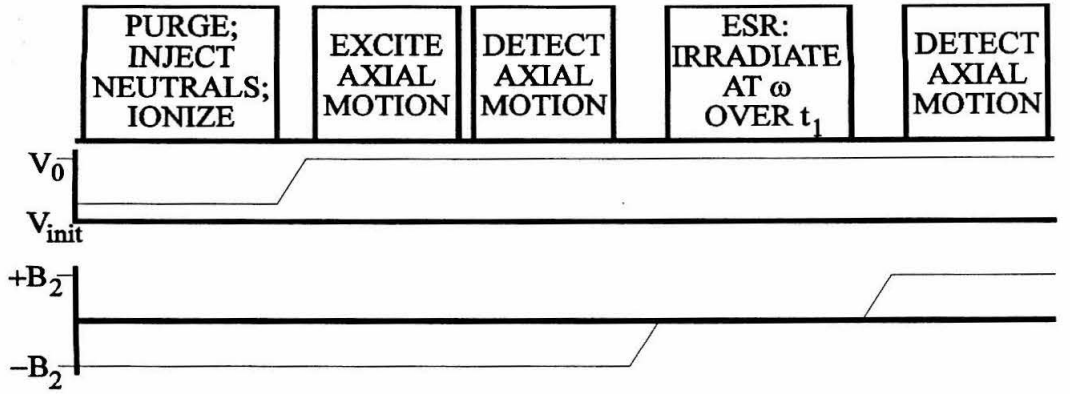 PURGE;
INJECT
NEUTRALS;
IONIZE
EXCITE
AXIAL
MOTION
DETECT
AXIAL
MOTION
ESR:
IRRADIATE
AT ω
OVER t₁
DETECT
AXIAL
MOTION
V₀
V_init
+B₂
−B₂